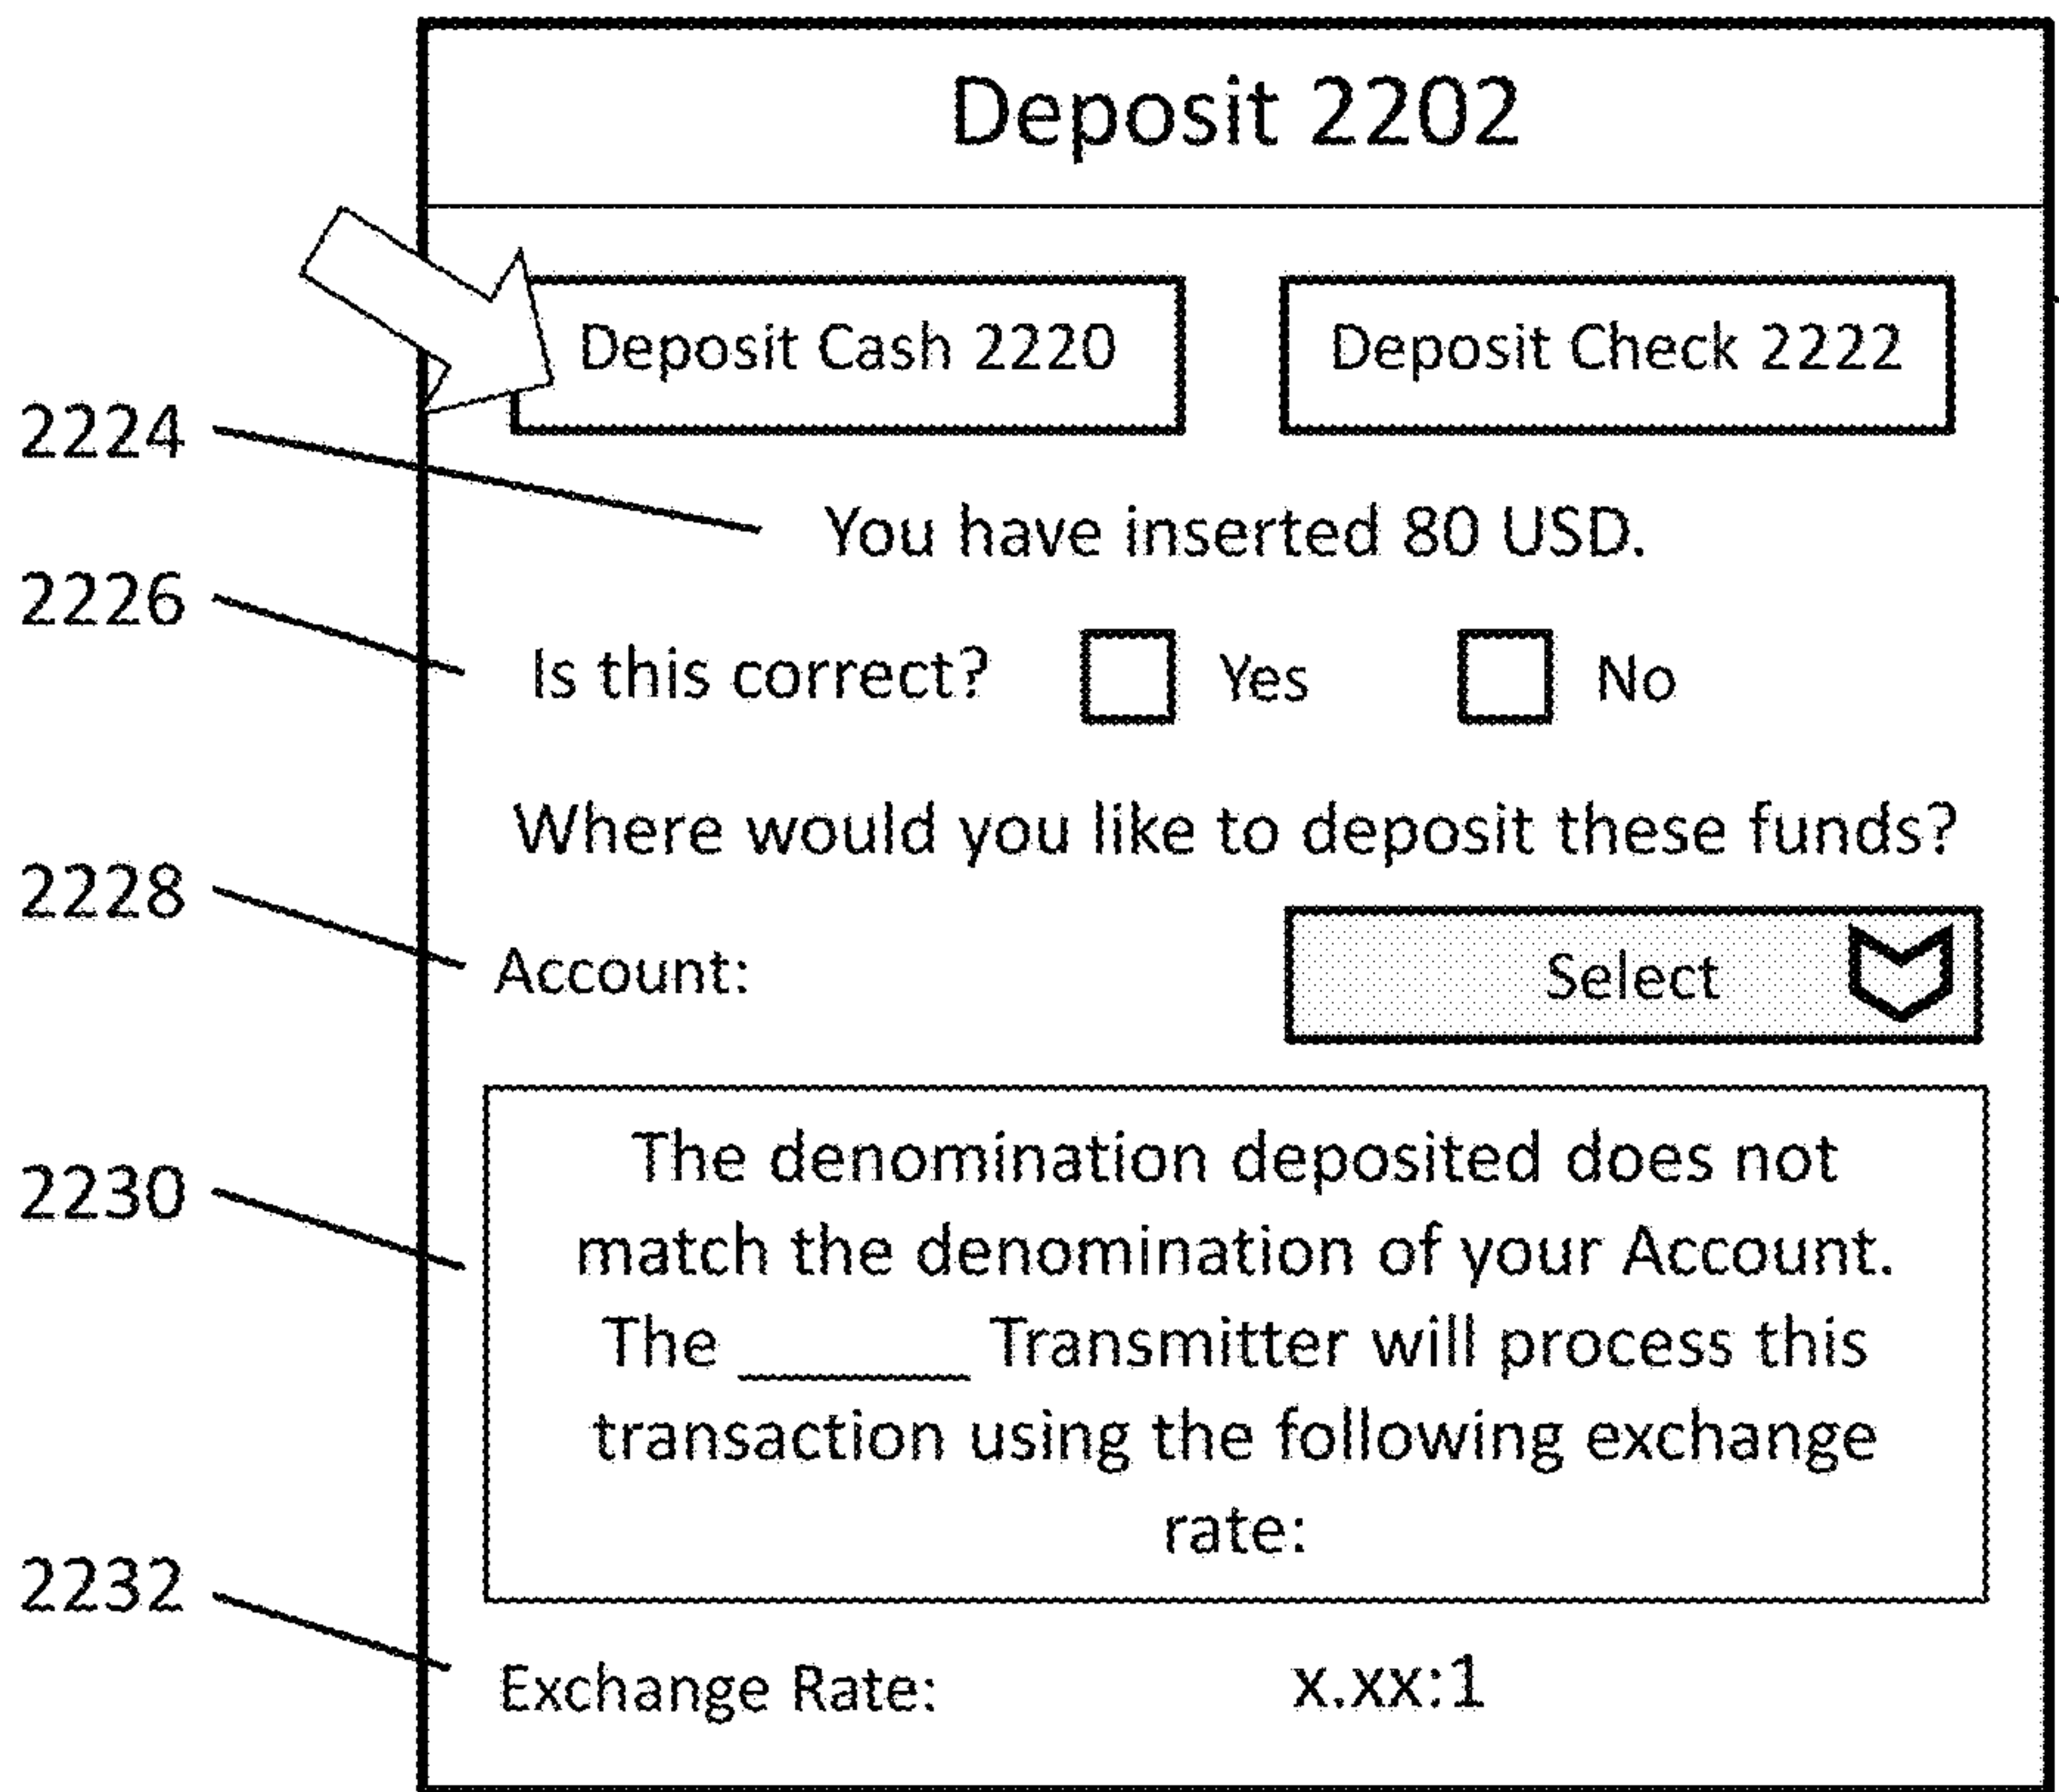 Deposit 2202
Deposit Cash 2220
Deposit Check 2222
2224
You have inserted 80 USD.
2226
Is this correct? Yes No
Where would you like to deposit these funds?
2228
Account: Select
2230
The denomination deposited does not
match the denomination of your Account.
The _______ Transmitter will process this
transaction using the following exchange
rate:
2232
Exchange Rate: x.xx:1